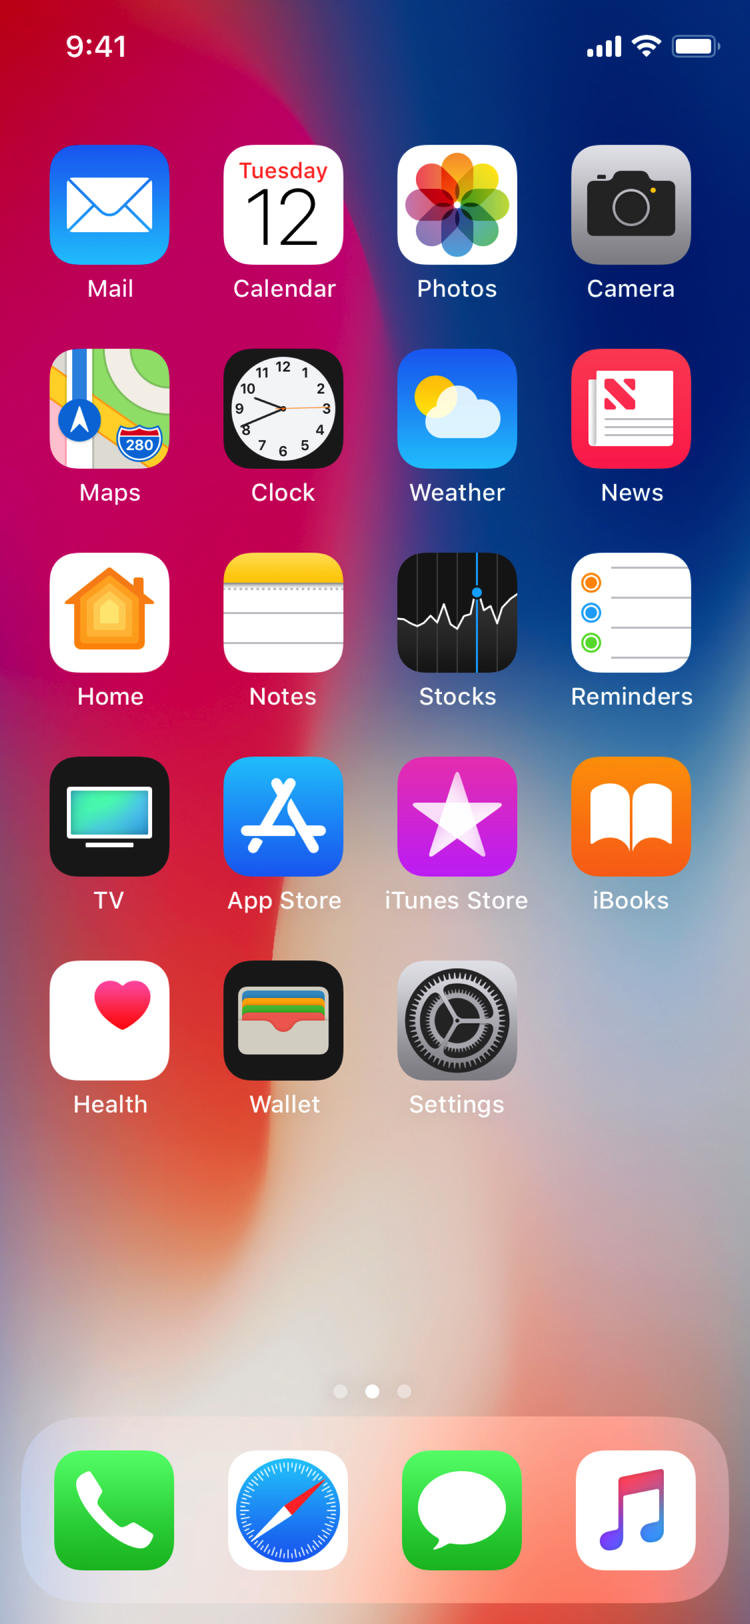 9:41
Tuesday
12
Mail
Calendar
Photos
Camera
280
12
11
1
10
2
9
3
8
4
7
5
6
Maps
Clock
Weather
News
Home
Notes
Stocks
Reminders
TV
App Store
iTunes Store
iBooks
Health
Wallet
Settings